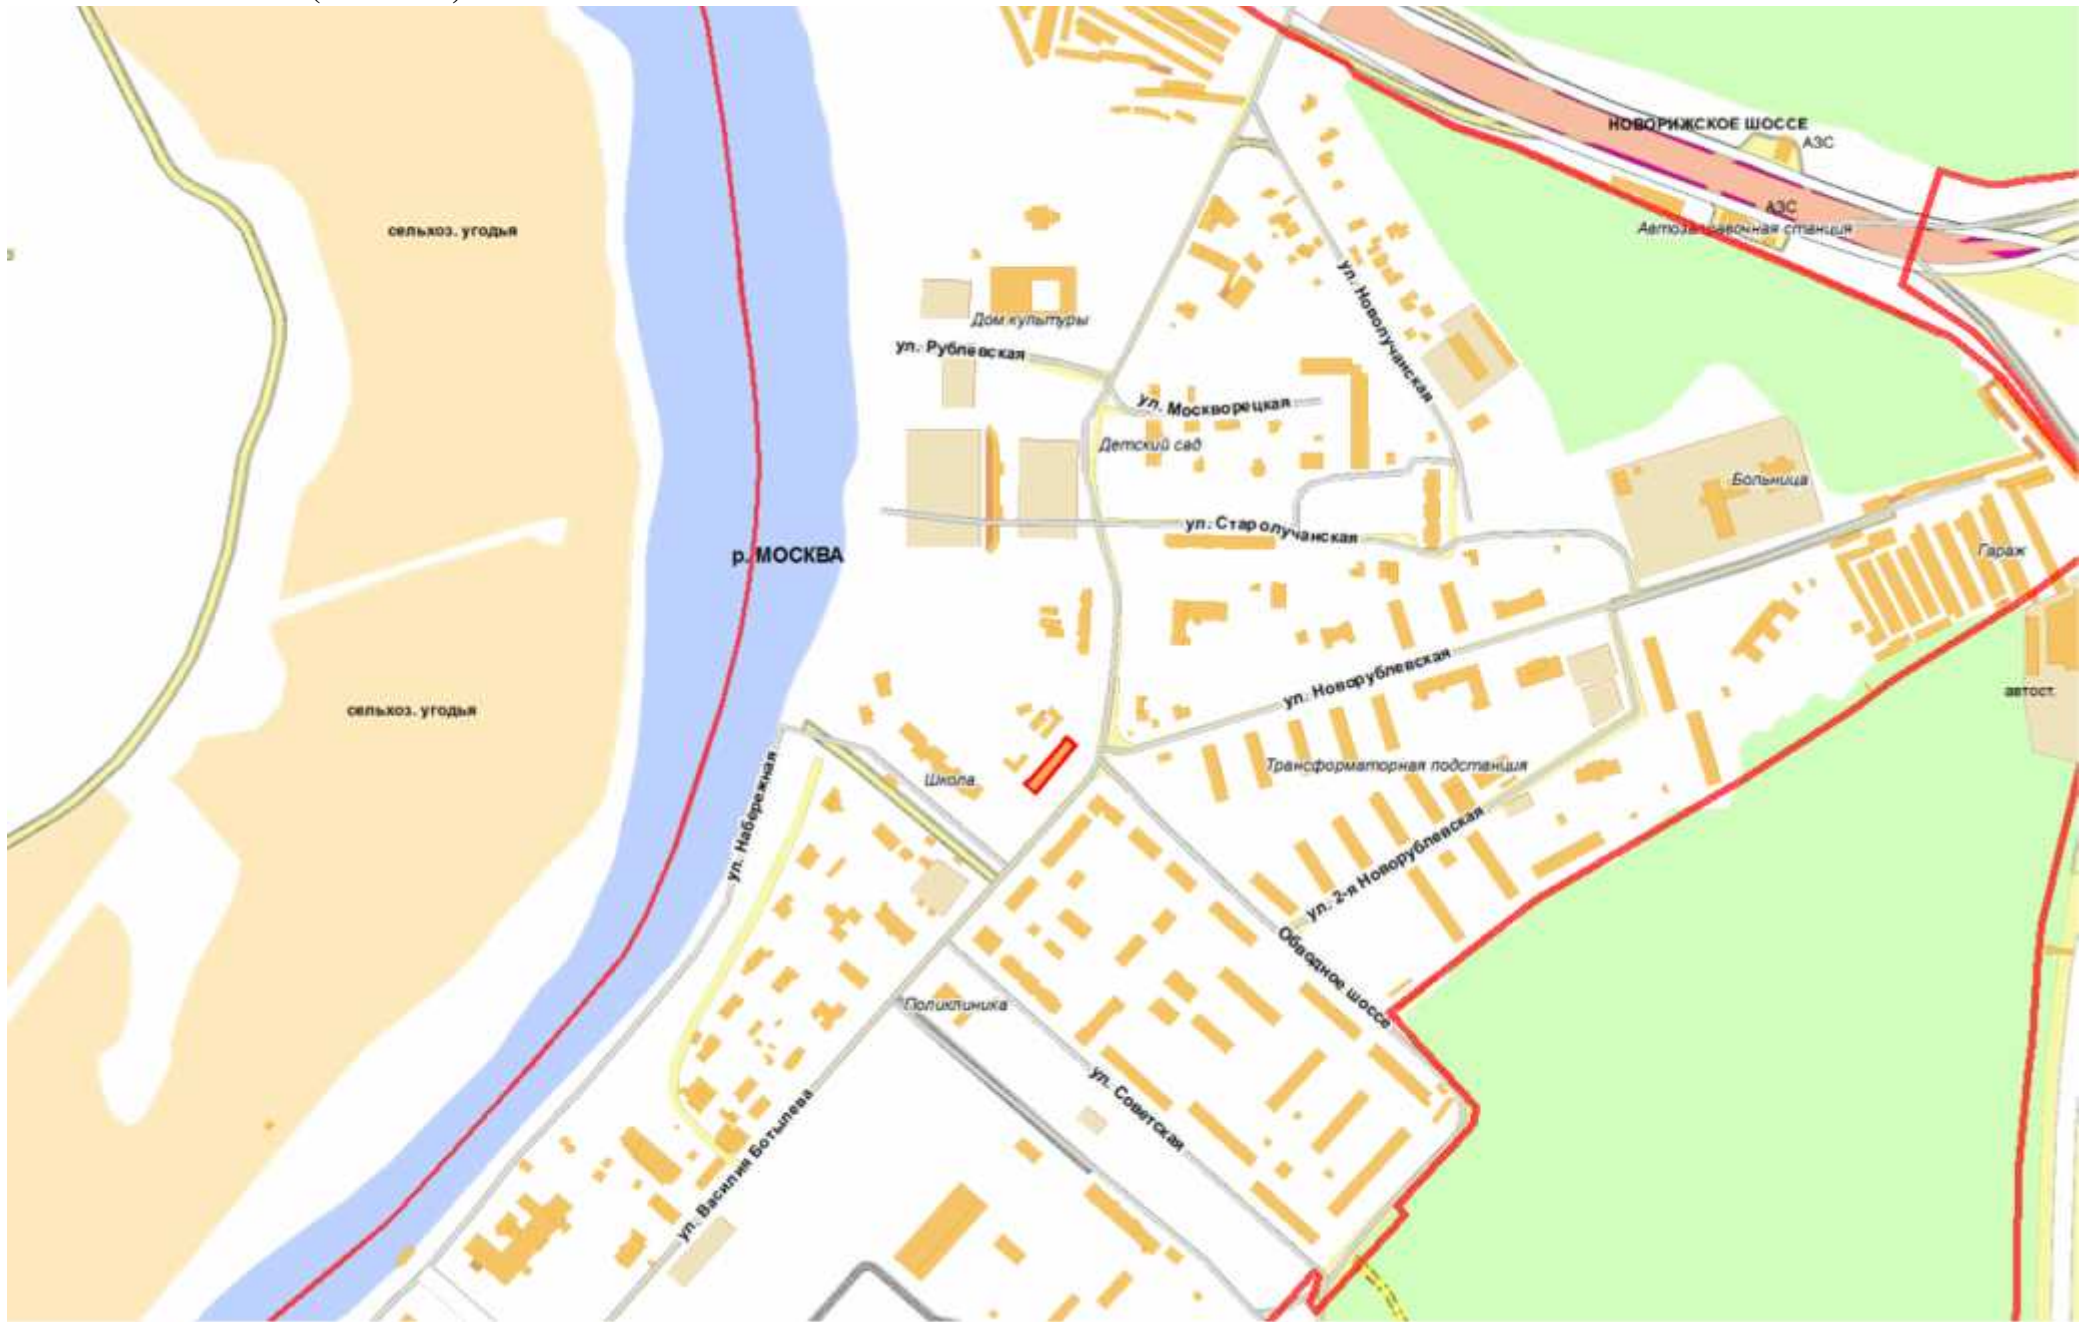 НОВОРИЖСКОЕ ШОССЕ
АЗС
АЗС
Автозаправочная станция
сельхоз. угодья
ул. Новолучанская
Дом культуры
ул. Рублевская
ул. Москворецкая
Детский сад
Больница
ул. Старолучанская
Гараж
р. МОСКВА
ул. Новорублевская
автост.
сельхоз. угодья
Трансформаторная подстанция
Школа
ул. Набережная
ул. 2-я Новорублевская
Обводное шоссе
Поликлиника
ул. Советская
ул. Василия Ботылева